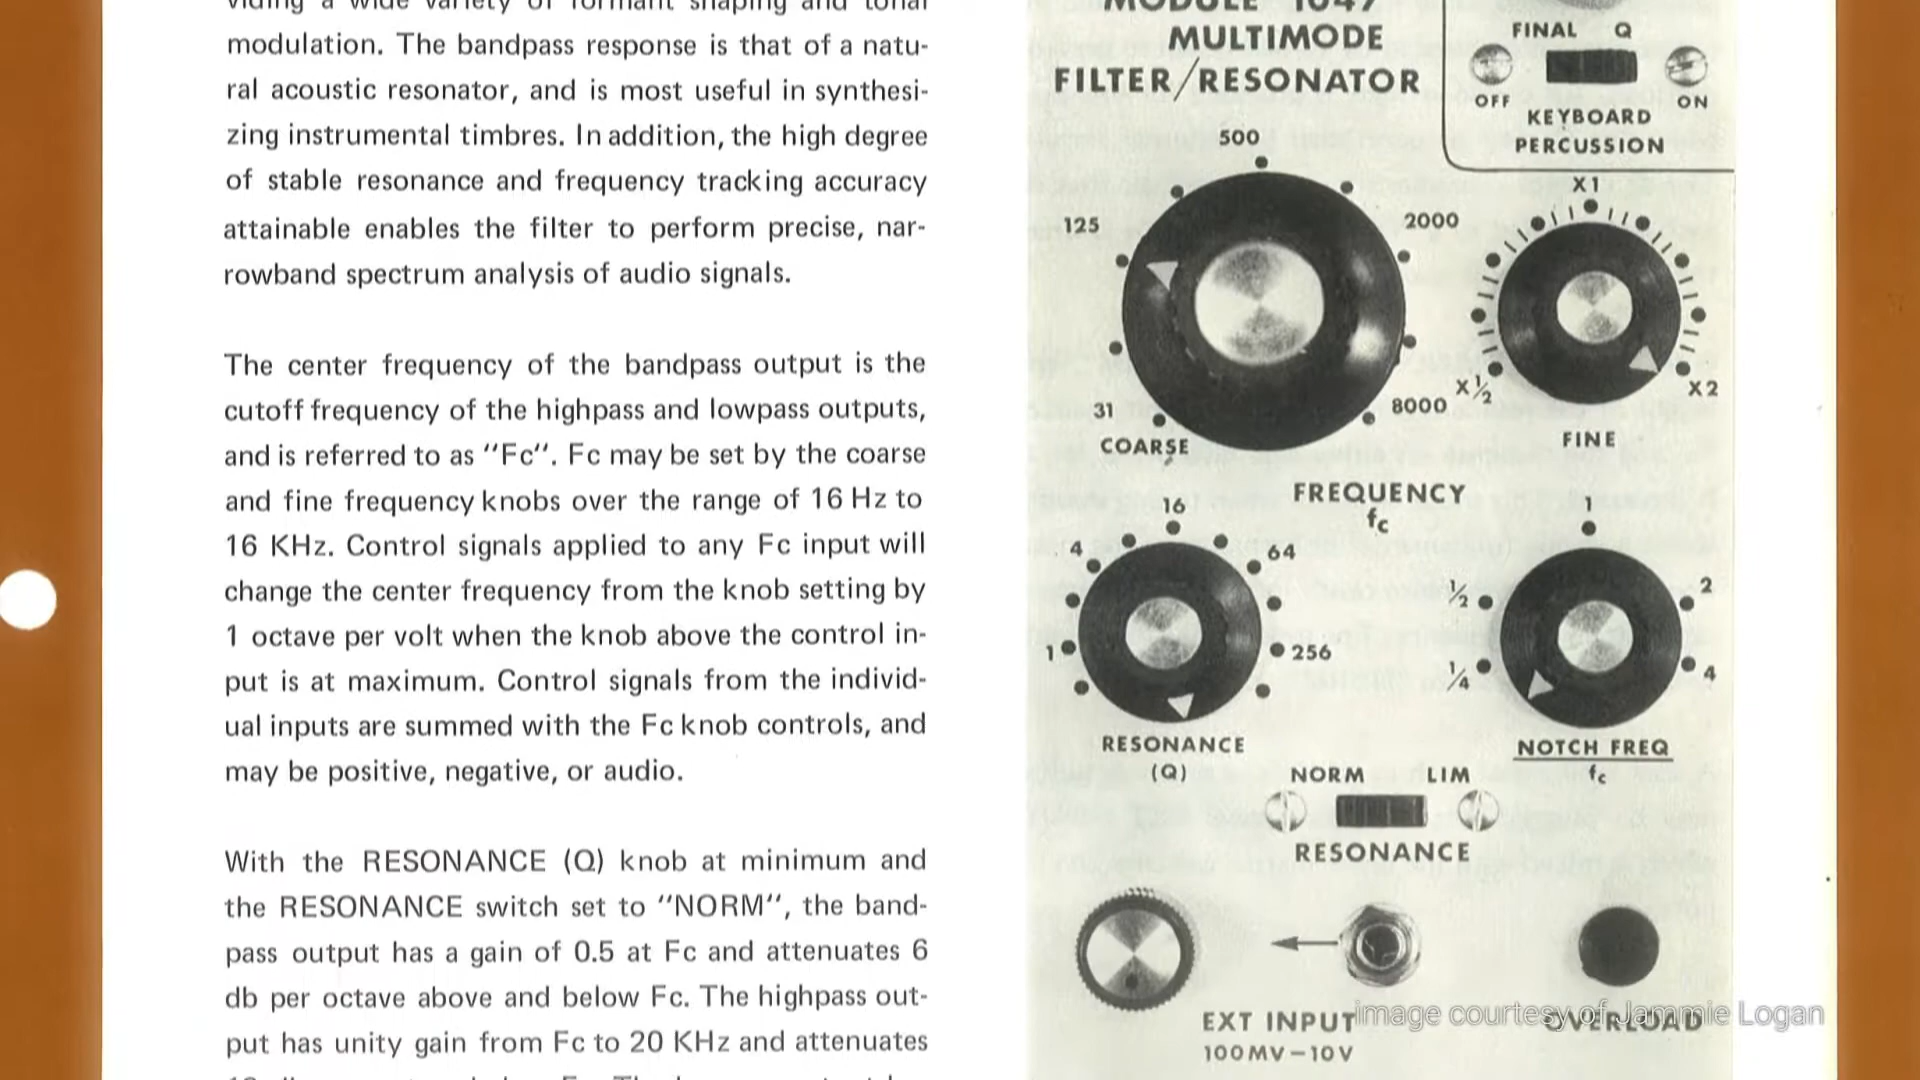 viding a wide variety of formant shaping and tonal
modulation. The bandpass response is that of a natu-
ral acoustic resonator, and is most useful in synthesi-
zing instrumental timbres. In addition, the high degree
of stable resonance and frequency tracking accuracy
attainable enables the filter to perform precise, nar-
rowband spectrum analysis of audio signals.
The center frequency of the bandpass output is the
cutoff frequency of the highpass and lowpass outputs,
and is referred to as "Fc". Fc may be set by the coarse
and fine frequency knobs over the range of 16 Hz to
16 KHz. Control signals applied to any Fc input will
change the center frequency from the knob setting by
1 octave per volt when the knob above the control in-
put is at maximum. Control signals from the individ-
ual inputs are summed with the Fc knob controls, and
may be positive, negative, or audio.
With the RESONANCE (Q) knob at minimum and
the RESONANCE switch set to "NORM", the band-
pass output has a gain of 0.5 at Fc and attenuates 6
db per octave above and below Fc. The highpass out-
put has unity gain from Fc to 20 KHz and attenuates
MODULE 1047
MULTIMODE
FILTER/RESONATOR
FINAL Q
OFF ON
KEYBOARD
PERCUSSION
500
125 2000
31 8000
COARSE
X1
X½ X2
FINE
FREQUENCY
fc
16
4 64
1 256
RESONANCE
(Q)
1
½ 2
¼ 4
NOTCH FREQ
fc
NORM LIM
RESONANCE
EXT INPUT
100MV–10V
OVERLOAD
image courtesy of Jammie Logan